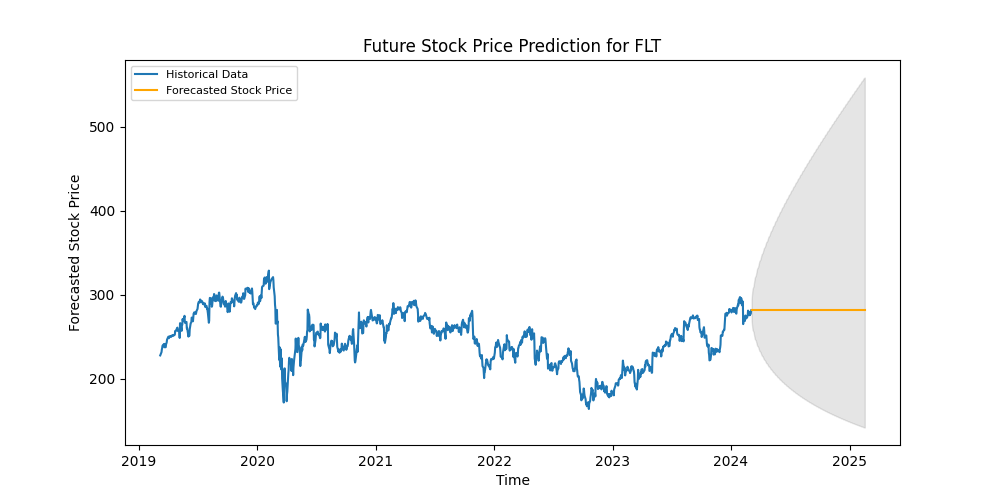 Future Stock Price Prediction for FLT
Historical Data
Forecasted Stock Price
Forecasted Stock Price
500
400
300
200
2019 2020 2021 2022 2023 2024 2025
Time